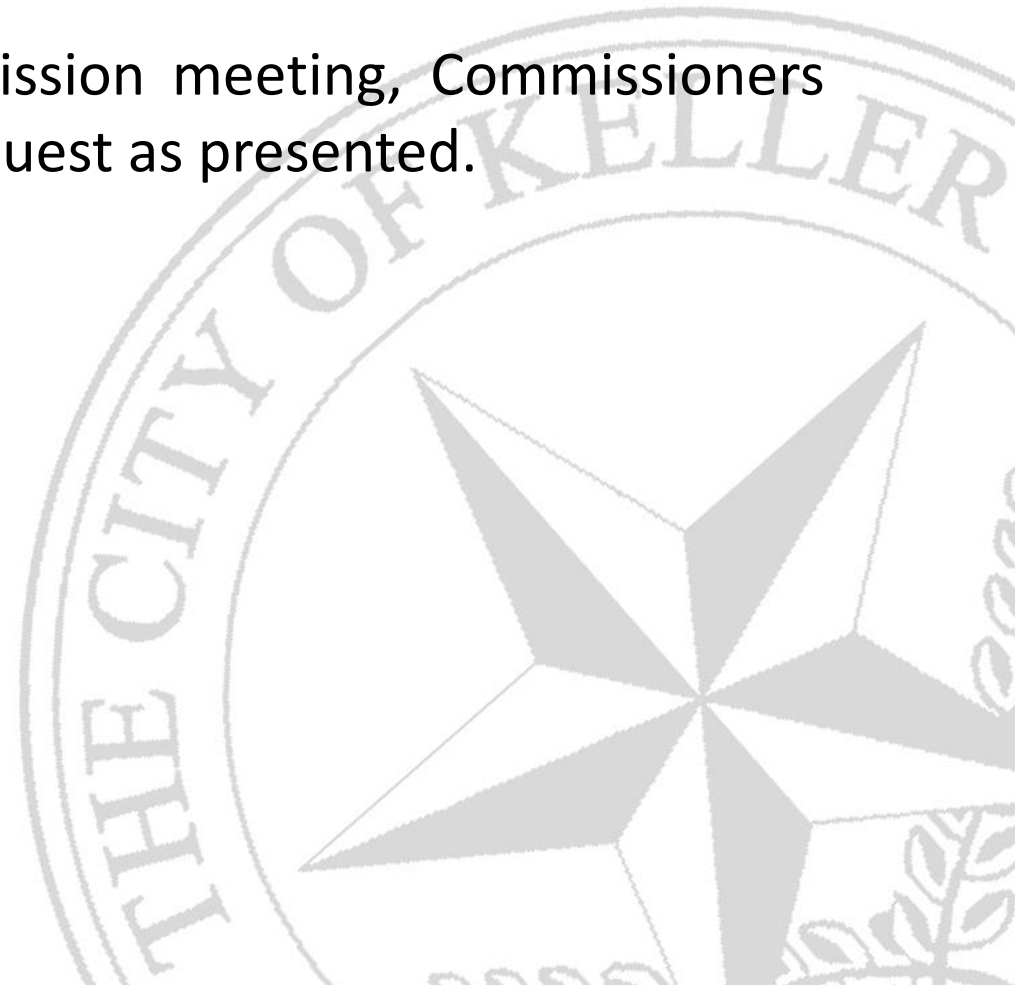 ission meeting, Commissioners
uest as presented.
THE CITY OF KELLER